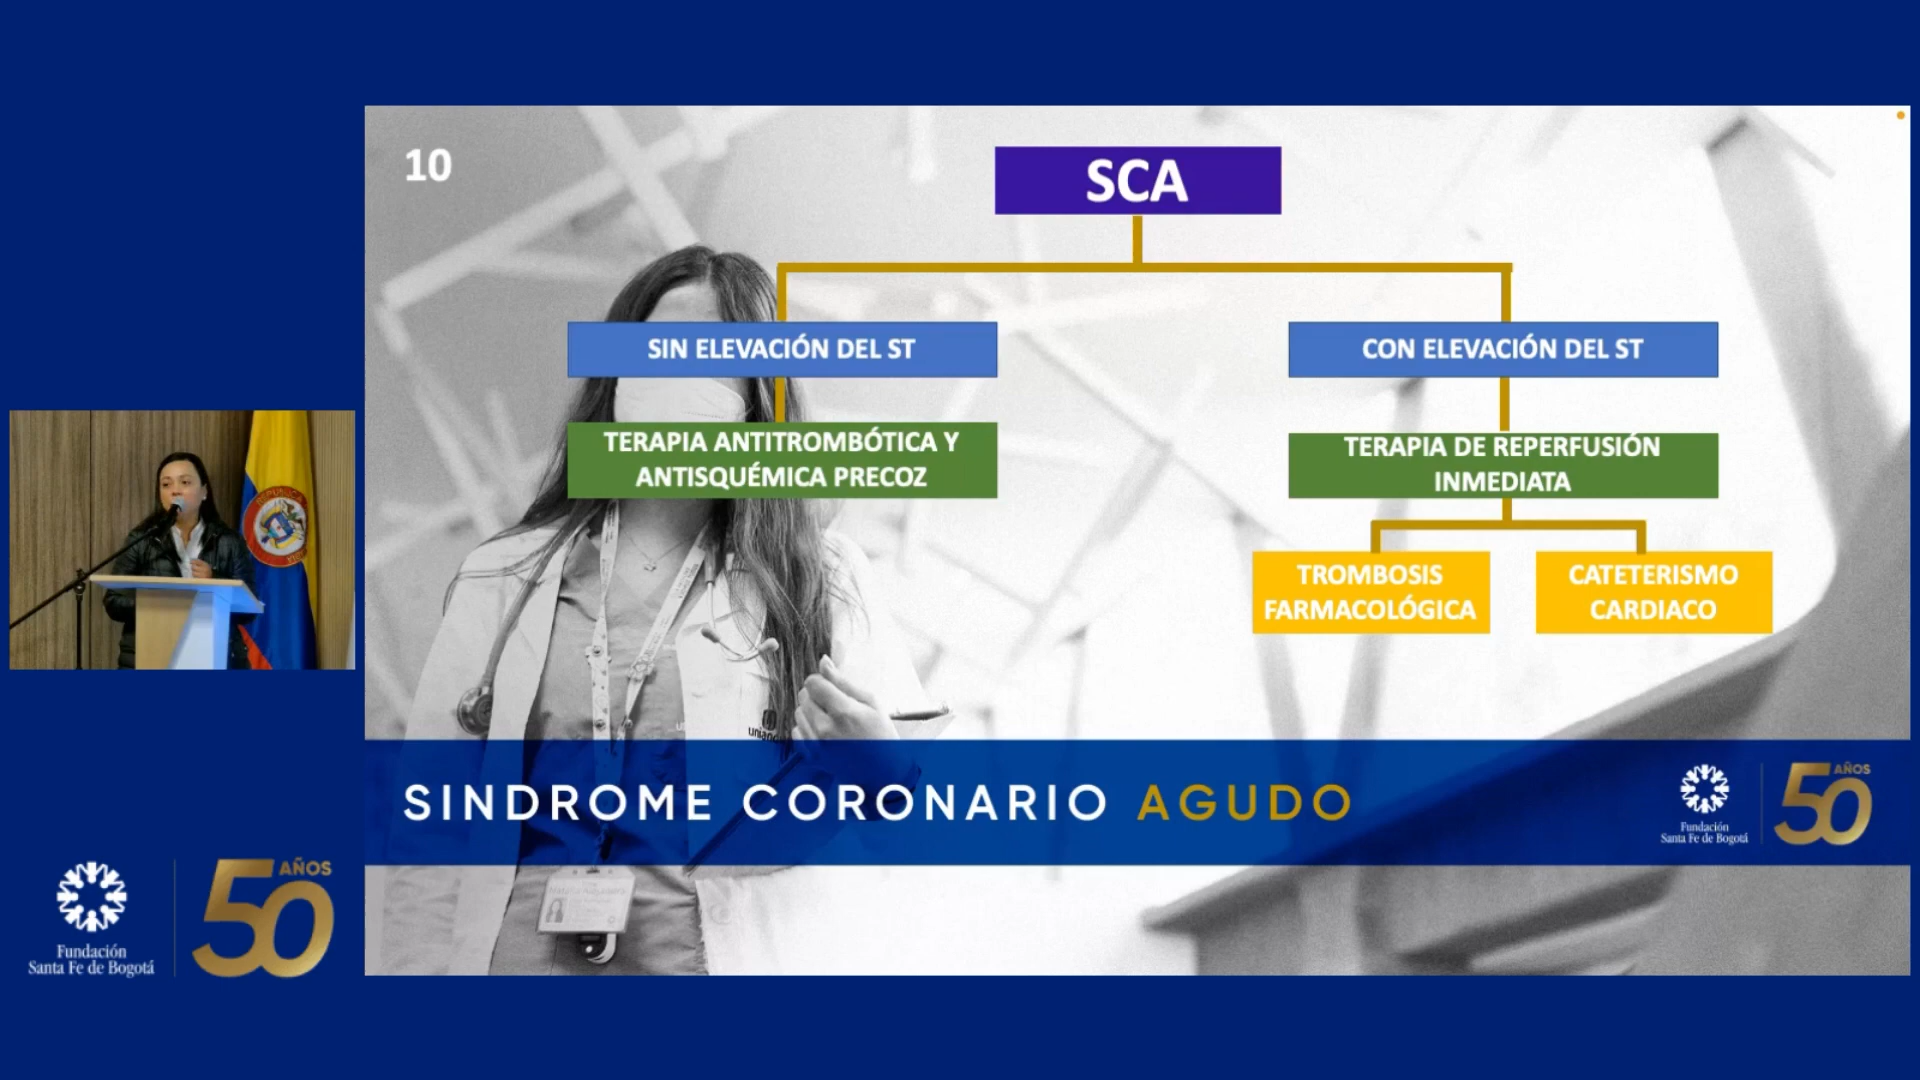 10
SCA
SIN ELEVACIÓN DEL ST
CON ELEVACIÓN DEL ST
TERAPIA ANTITROMBÓTICA Y
ANTISQUÉMICA PRECOZ
TERAPIA DE REPERFUSIÓN
INMEDIATA
TROMBOSIS
FARMACOLÓGICA
CATETERISMO
CARDIACO
SINDROME CORONARIO AGUDO
Fundación
Santa Fe de Bogotá
50 AÑOS
Fundación
Santa Fe de Bogotá
50 AÑOS